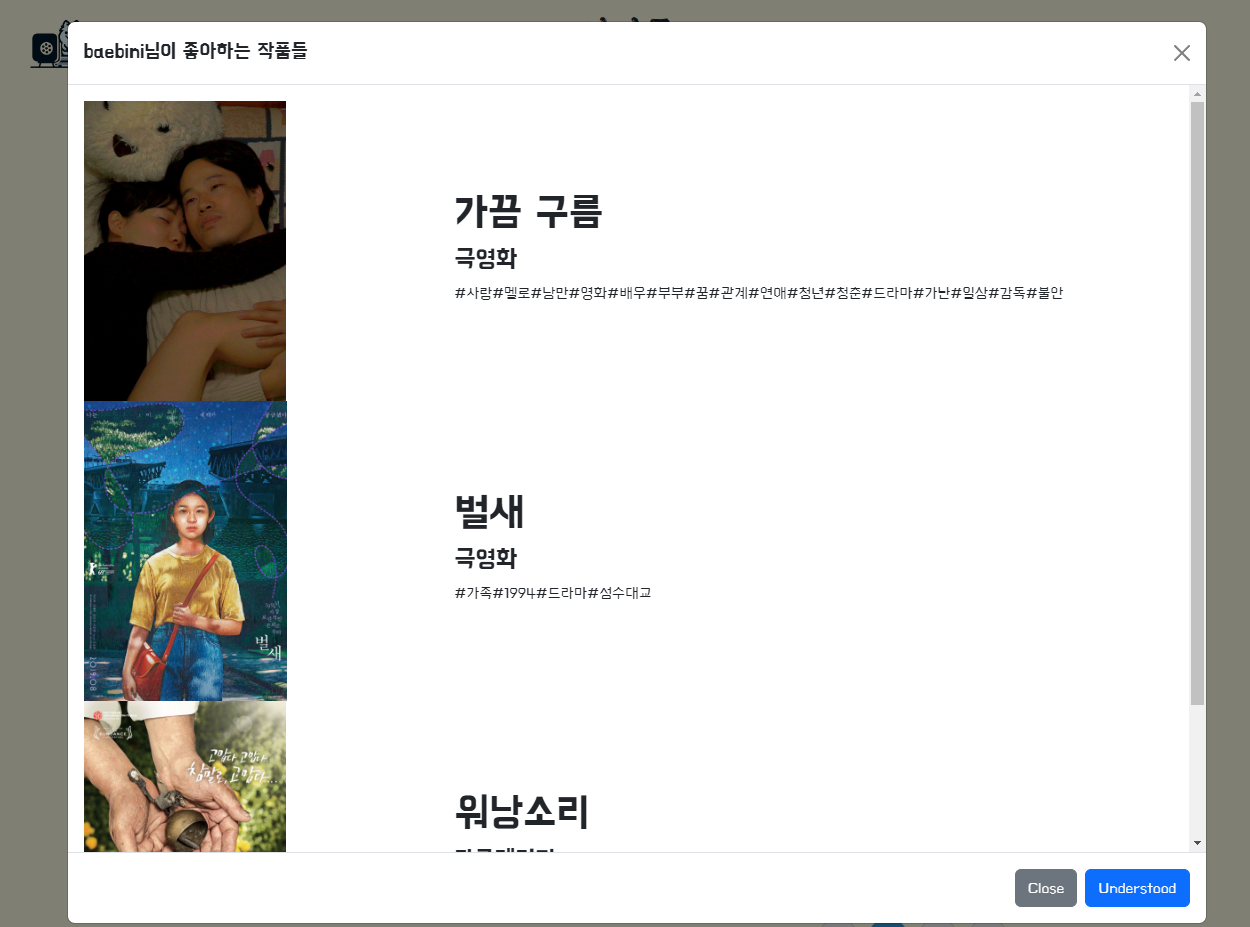 baebini님이 좋아하는 작품들
가끔 구름
극영화
#사랑#멜로#낭만#영화#배우#부부#꿈#관계#연애#청년#청춘#드라마#가난#일상#감독#불안
벌새
극영화
#가족#1994#드라마#성수대교
벌새
2019.08
고맙다, 고맙다
참말로, 고맙다...
워낭소리
Close
Understood